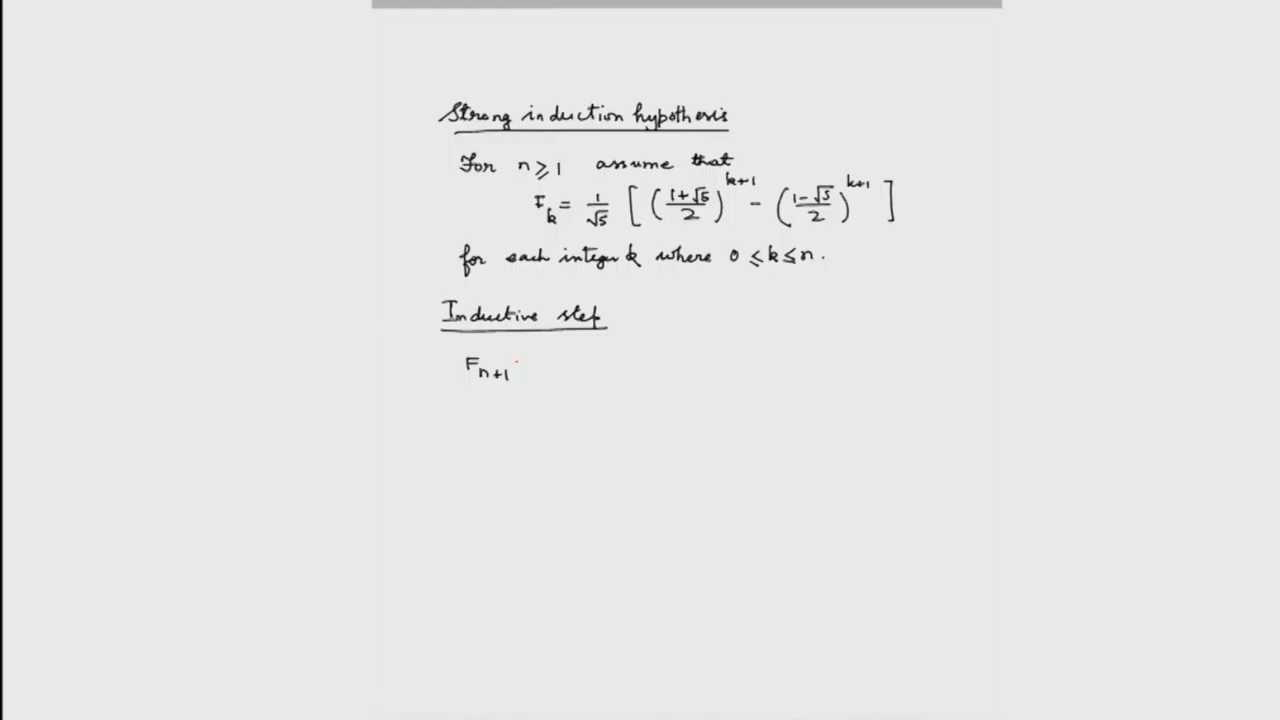 Strong induction hypothesis
For n ≥ 1 assume that
F_k = 1/√5 [ ((1+√5)/2)^{k+1} - ((1-√5)/2)^{k+1} ]
for each integer k where 0 ≤ k ≤ n.
Inductive step
F_{n+1}